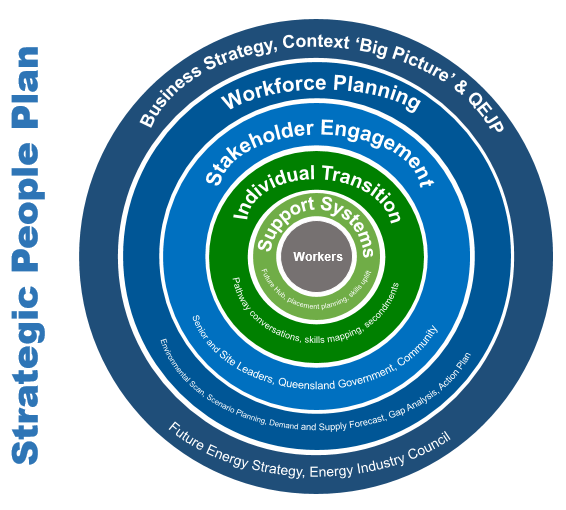 Strategic People Plan
Business Strategy, Context ‘Big Picture’ & QEJP
Workforce Planning
Stakeholder Engagement
Individual Transition
Support Systems
Workers
Future Hub, placement planning, skills uplift
Pathway conversations, skills mapping, secondments
Senior and Site Leaders, Queensland Government, Community
Environmental Scan, Scenario Planning, Demand and Supply Forecast, Gap Analysis, Action Plan
Future Energy Strategy, Energy Industry Council